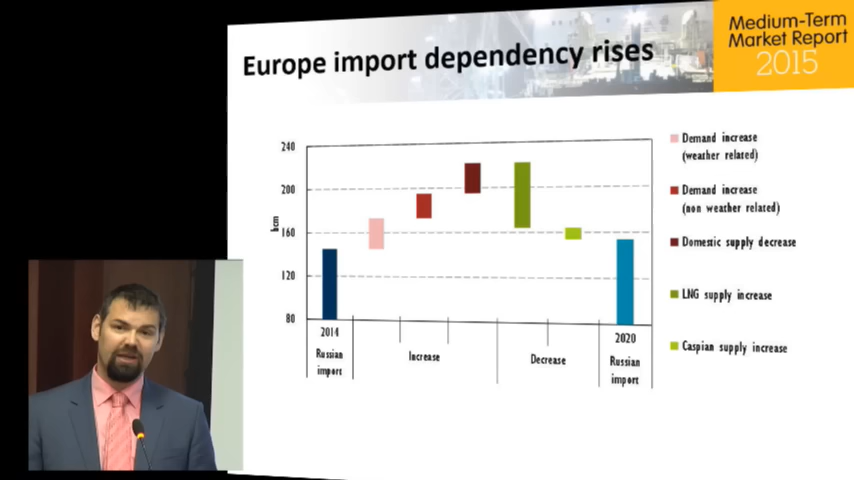 Europe import dependency rises
Medium-Term
Market Report
2015
240
200
160
120
80
bcm
2014
Russian
import
Increase
Decrease
2020
Russian
import
Demand increase
(weather related)
Demand increase
(non weather related)
Domestic supply decrease
LNG supply increase
Caspian supply increase